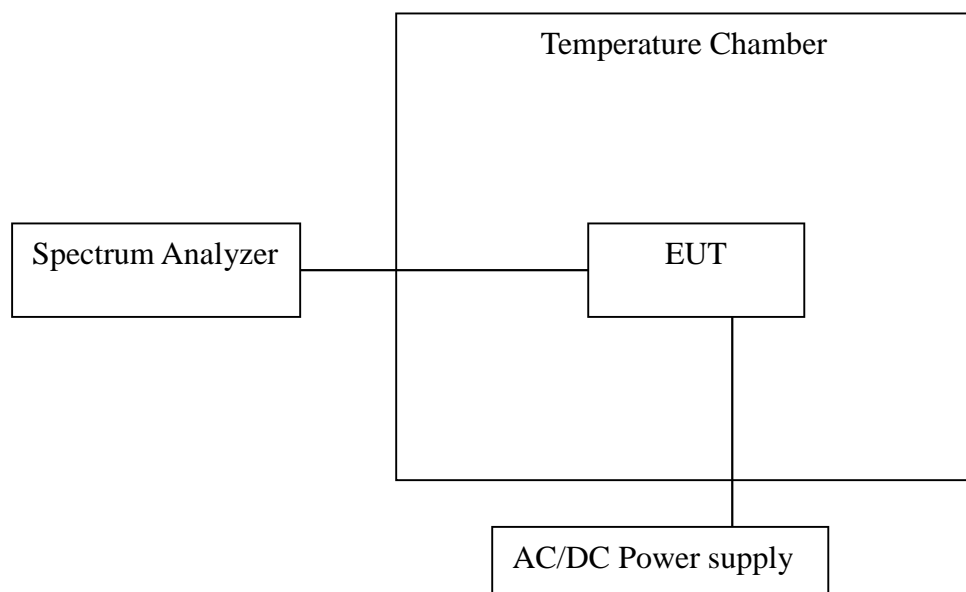 Temperature Chamber
Spectrum Analyzer
EUT
AC/DC Power supply